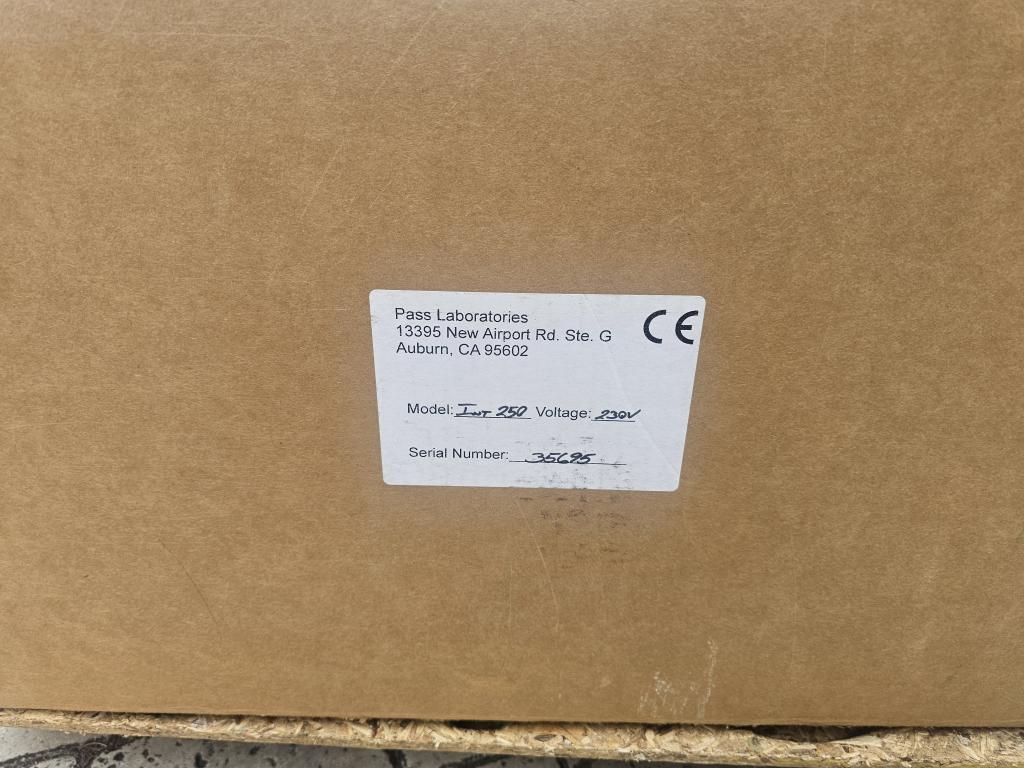 Pass Laboratories
13395 New Airport Rd. Ste. G
Auburn, CA 95602
CE
Model: INT 250 Voltage: 230V
Serial Number: 35695